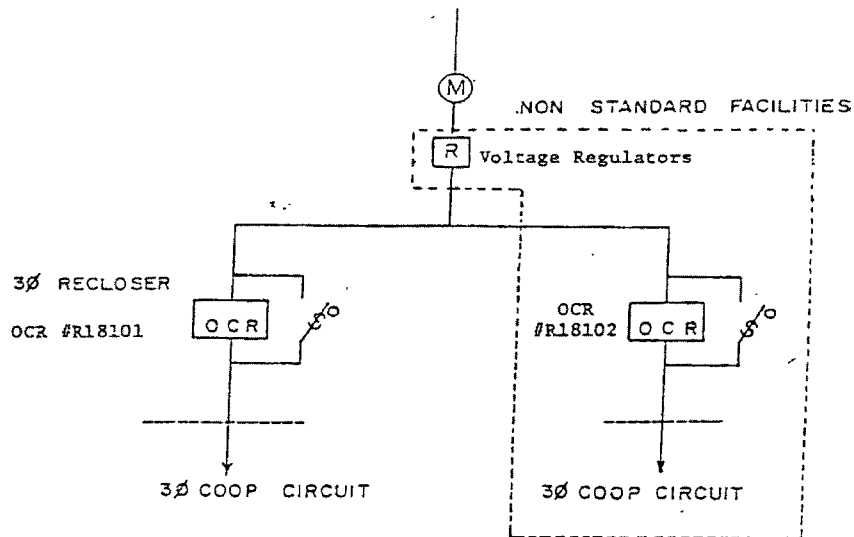 M
.NON STANDARD FACILITIES
R
Voltage Regulators
3Ø RECLOSER
OCR #R18101
OCR
OCR
#R18102
OCR
3Ø COOP CIRCUIT
3Ø COOP CIRCUIT